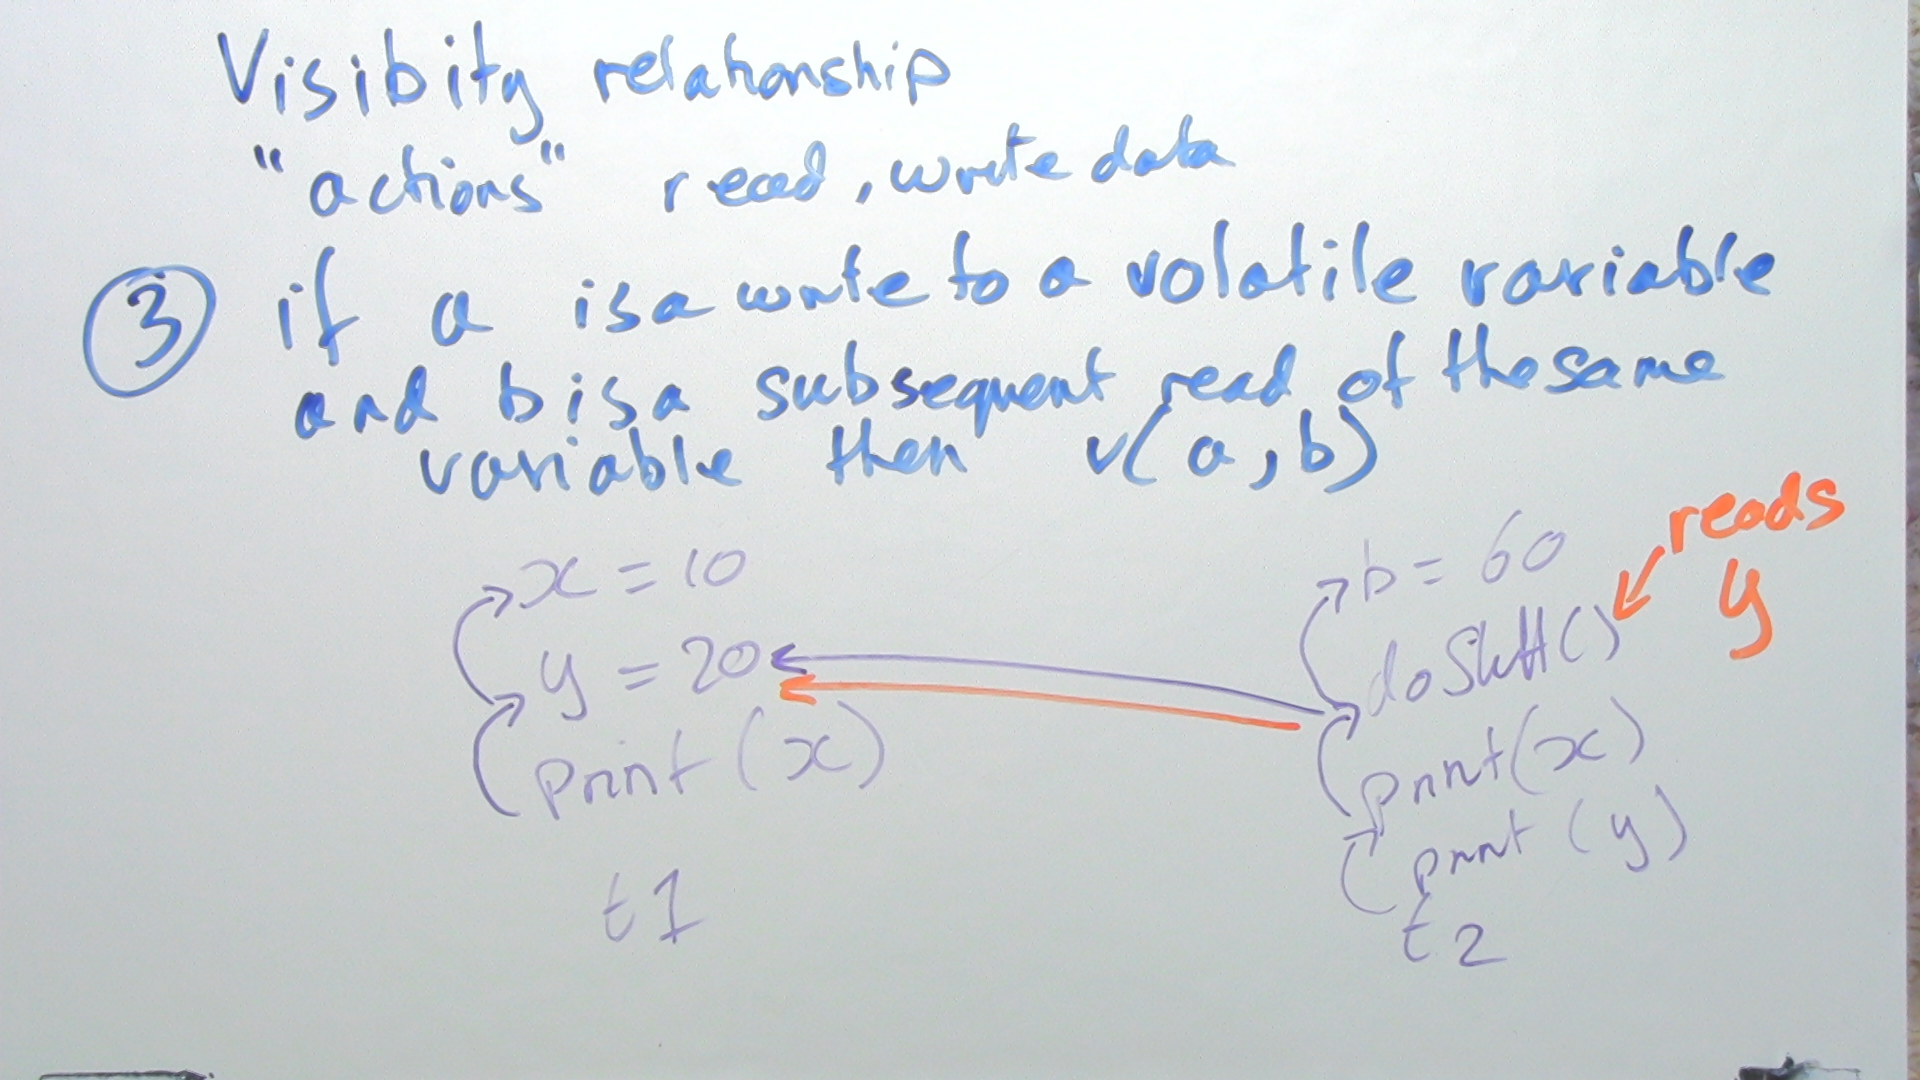 Visibity relationship
"actions" read, write data
③ if a is a write to a volatile variable
and b is a subsequent read of the same
variable then v(a,b)
reads
y
x = 10
y = 20
print(x)
t1
b = 60
doStuff()
print(x)
print(y)
t2